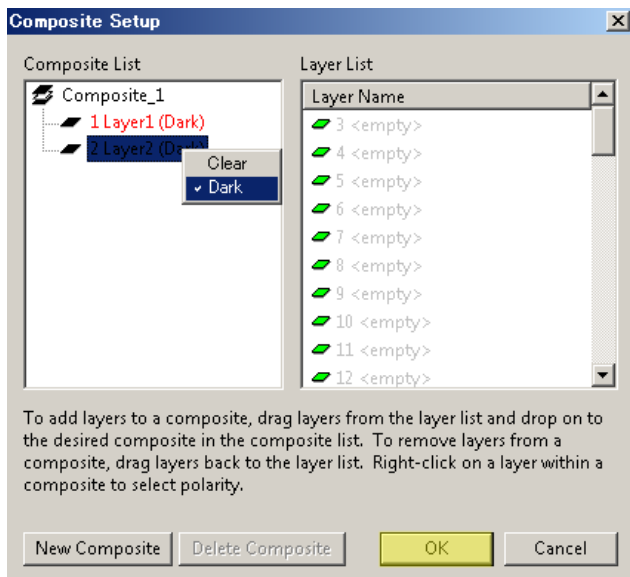 Composite Setup
Composite List
Layer List
Composite_1
1 Layer1 (Dark)
2 Layer2 (Dark)
Clear
Dark
Layer Name
3 <empty>
4 <empty>
5 <empty>
6 <empty>
7 <empty>
8 <empty>
9 <empty>
10 <empty>
11 <empty>
12 <empty>
To add layers to a composite, drag layers from the layer list and drop on to
the desired composite in the composite list. To remove layers from a
composite, drag layers back to the layer list. Right-click on a layer within a
composite to select polarity.
New Composite
Delete Composite
OK
Cancel